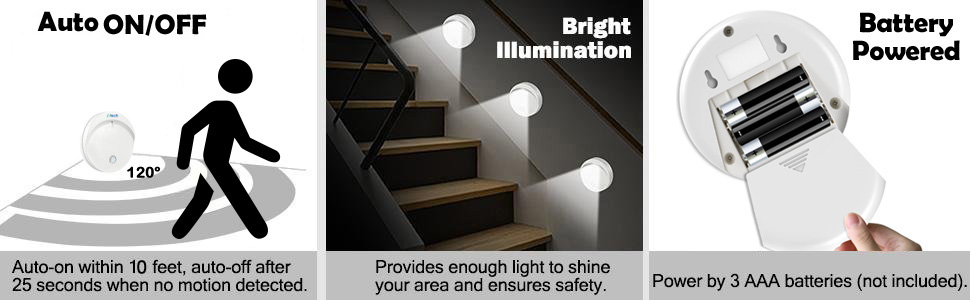 Auto ON/OFF
120º
Auto-on within 10 feet, auto-off after
25 seconds when no motion detected.
Bright
Illumination
Provides enough light to shine
your area and ensures safety.
Battery
Powered
Power by 3 AAA batteries (not included).